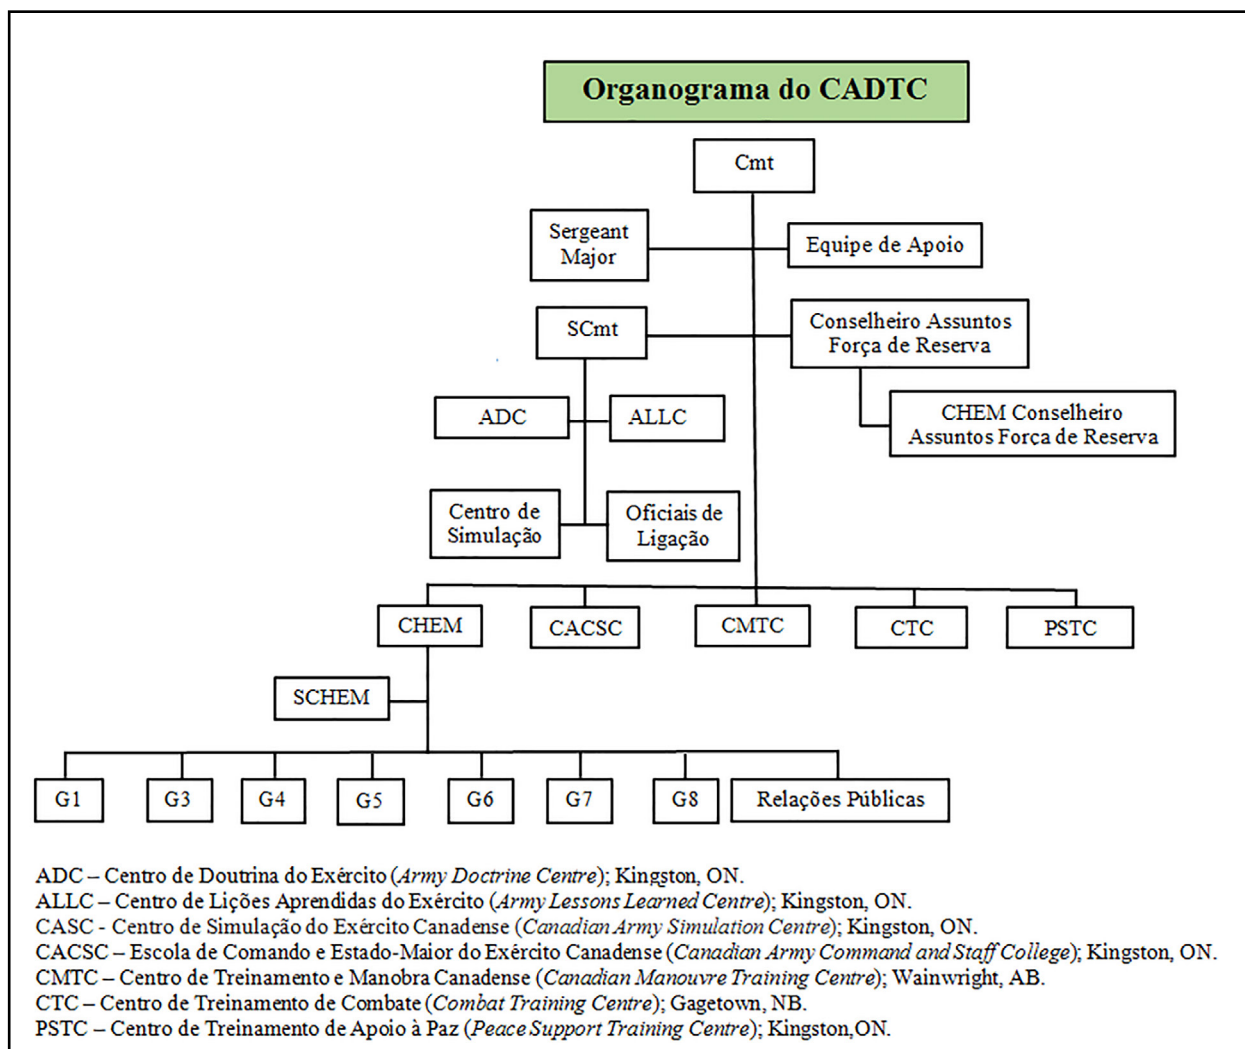 Organograma do CADTC
Cmt
Sergeant
Major
Equipe de Apoio
SCmt
Conselheiro Assuntos
Força de Reserva
ADC
ALLC
CHEM Conselheiro
Assuntos Força de Reserva
Centro de
Simulação
Oficiais de
Ligação
CHEM
CACSC
CMTC
CTC
PSTC
SCHEM
G1
G3
G4
G5
G6
G7
G8
Relações Públicas
ADC – Centro de Doutrina do Exército (Army Doctrine Centre); Kingston, ON.
ALLC – Centro de Lições Aprendidas do Exército (Army Lessons Learned Centre); Kingston, ON.
CASC - Centro de Simulação do Exército Canadense (Canadian Army Simulation Centre); Kingston, ON.
CACSC – Escola de Comando e Estado-Maior do Exército Canadense (Canadian Army Command and Staff College); Kingston, ON.
CMTC – Centro de Treinamento e Manobra Canadense (Canadian Manouvre Training Centre); Wainwright, AB.
CTC – Centro de Treinamento de Combate (Combat Training Centre); Gagetown, NB.
PSTC – Centro de Treinamento de Apoio à Paz (Peace Support Training Centre); Kingston,ON.